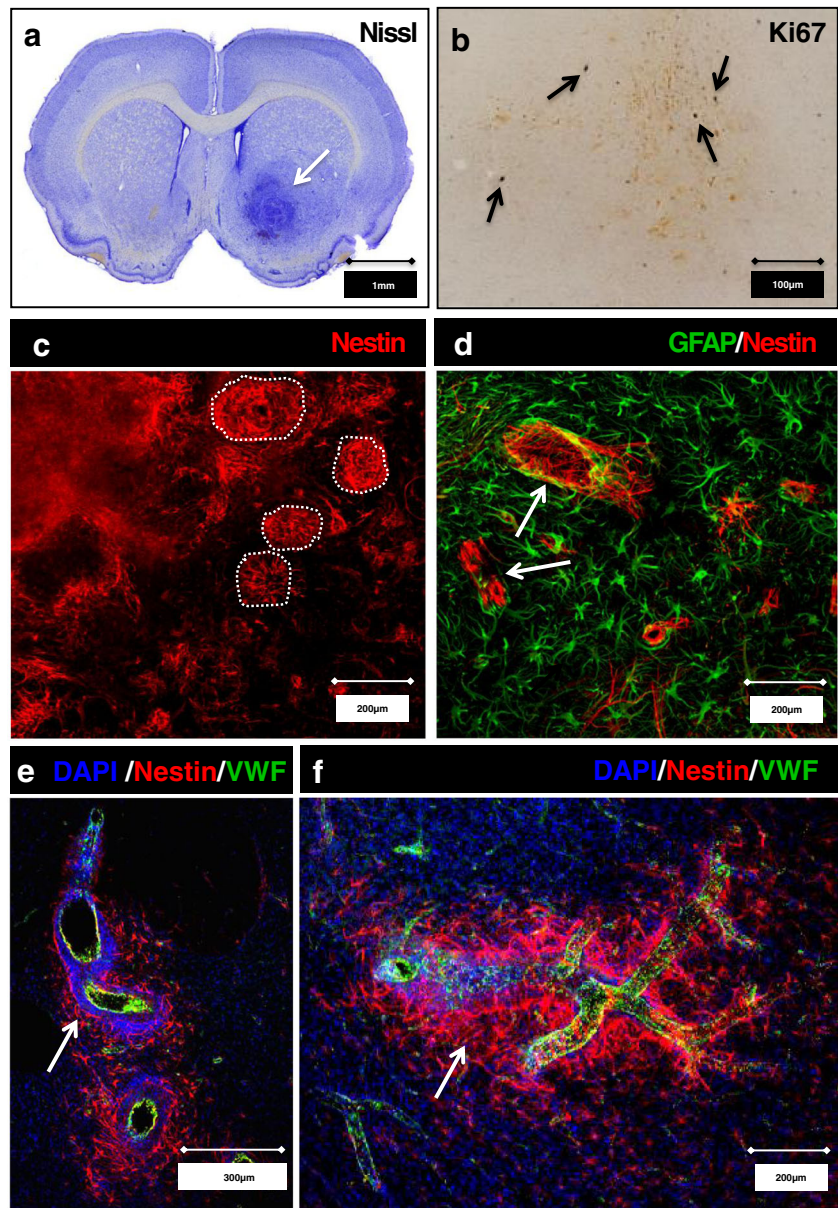 a Nissl
1mm
b Ki67
100µm
c Nestin
200µm
d GFAP/Nestin
200µm
e DAPI /Nestin/VWF
300µm
f DAPI/Nestin/VWF
200µm